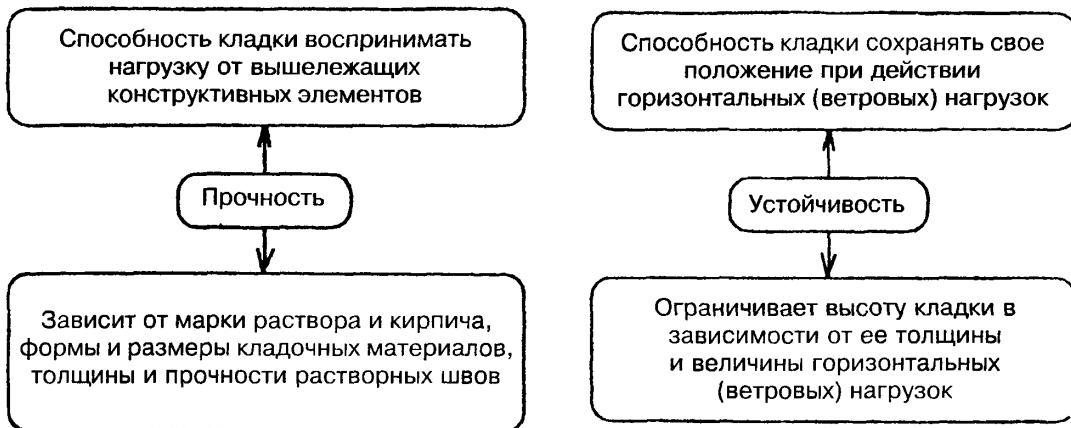 Способность кладки воспринимать
нагрузку от вышележащих
конструктивных элементов
Прочность
Зависит от марки раствора и кирпича,
формы и размеры кладочных материалов,
толщины и прочности растворных швов
Способность кладки сохранять свое
положение при действии
горизонтальных (ветровых) нагрузок
Устойчивость
Ограничивает высоту кладки в
зависимости от ее толщины
и величины горизонтальных
(ветровых) нагрузок